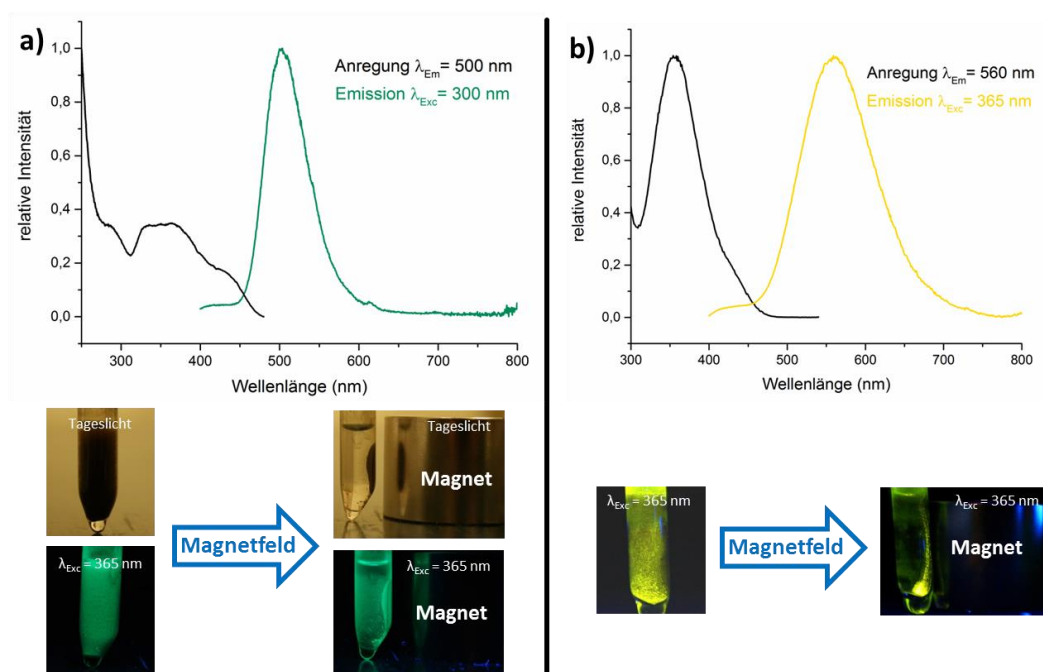 a)
Anregung λEm= 500 nm
Emission λExc= 300 nm
relative Intensität
1,0
0,8
0,6
0,4
0,2
0,0
300 400 500 600 700 800
Wellenlänge (nm)
Tageslicht
Tageslicht
Magnet
Magnetfeld
λExc = 365 nm
λExc = 365 nm
Magnet
b)
Anregung λEm= 560 nm
Emission λExc= 365 nm
relative Intensität
1,0
0,8
0,6
0,4
0,2
0,0
300 400 500 600 700 800
Wellenlänge (nm)
λExc = 365 nm
Magnetfeld
λExc = 365 nm
Magnet